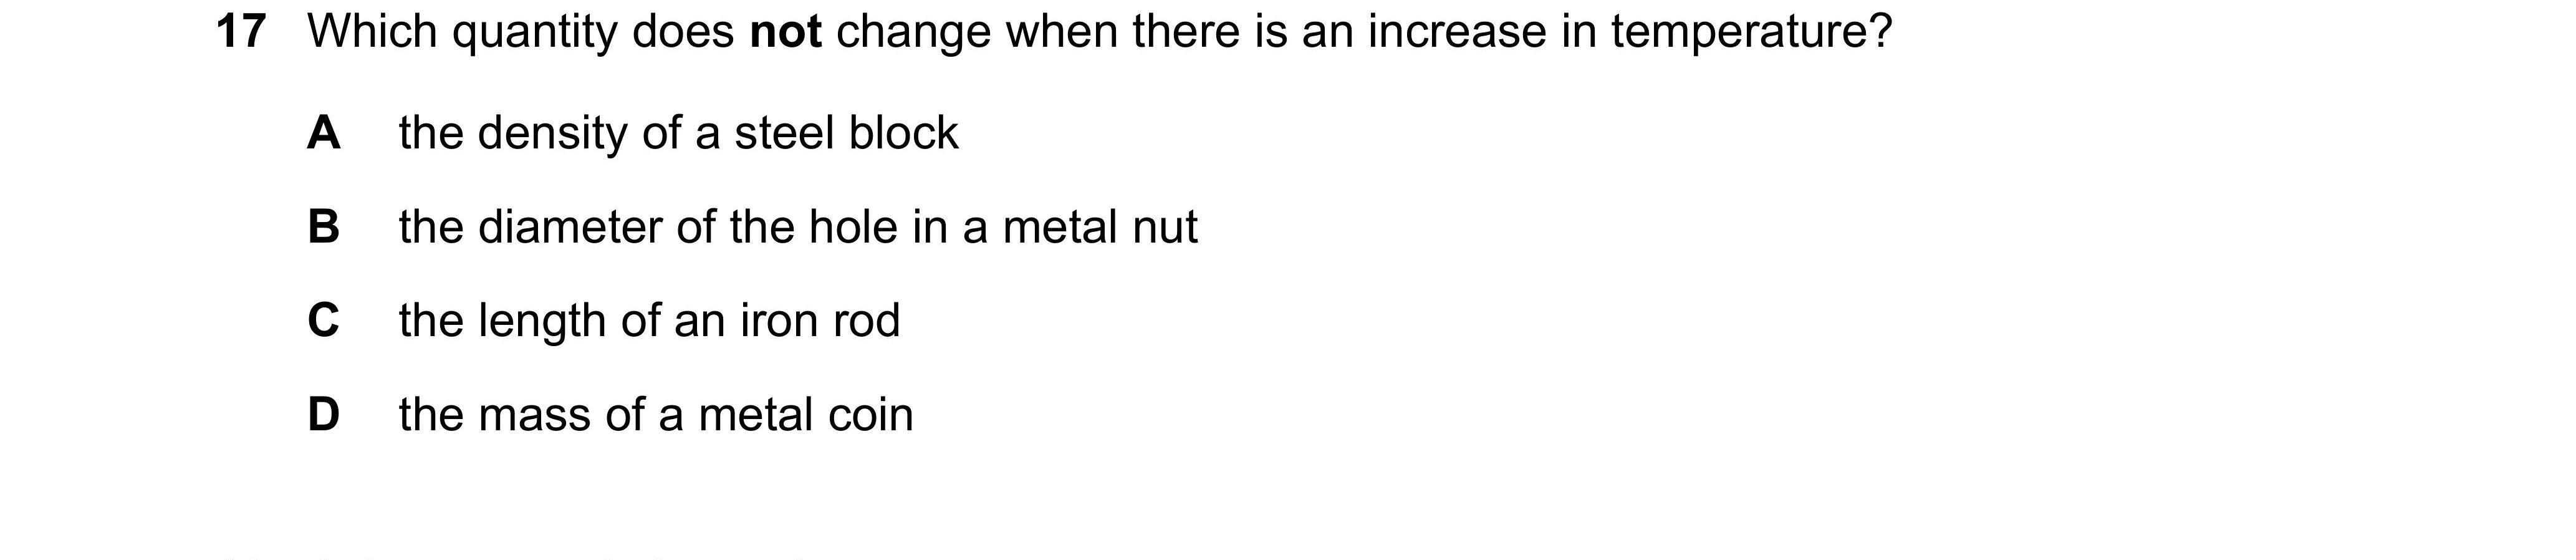 17 Which quantity does not change when there is an increase in temperature?
A the density of a steel block
B the diameter of the hole in a metal nut
C the length of an iron rod
D the mass of a metal coin